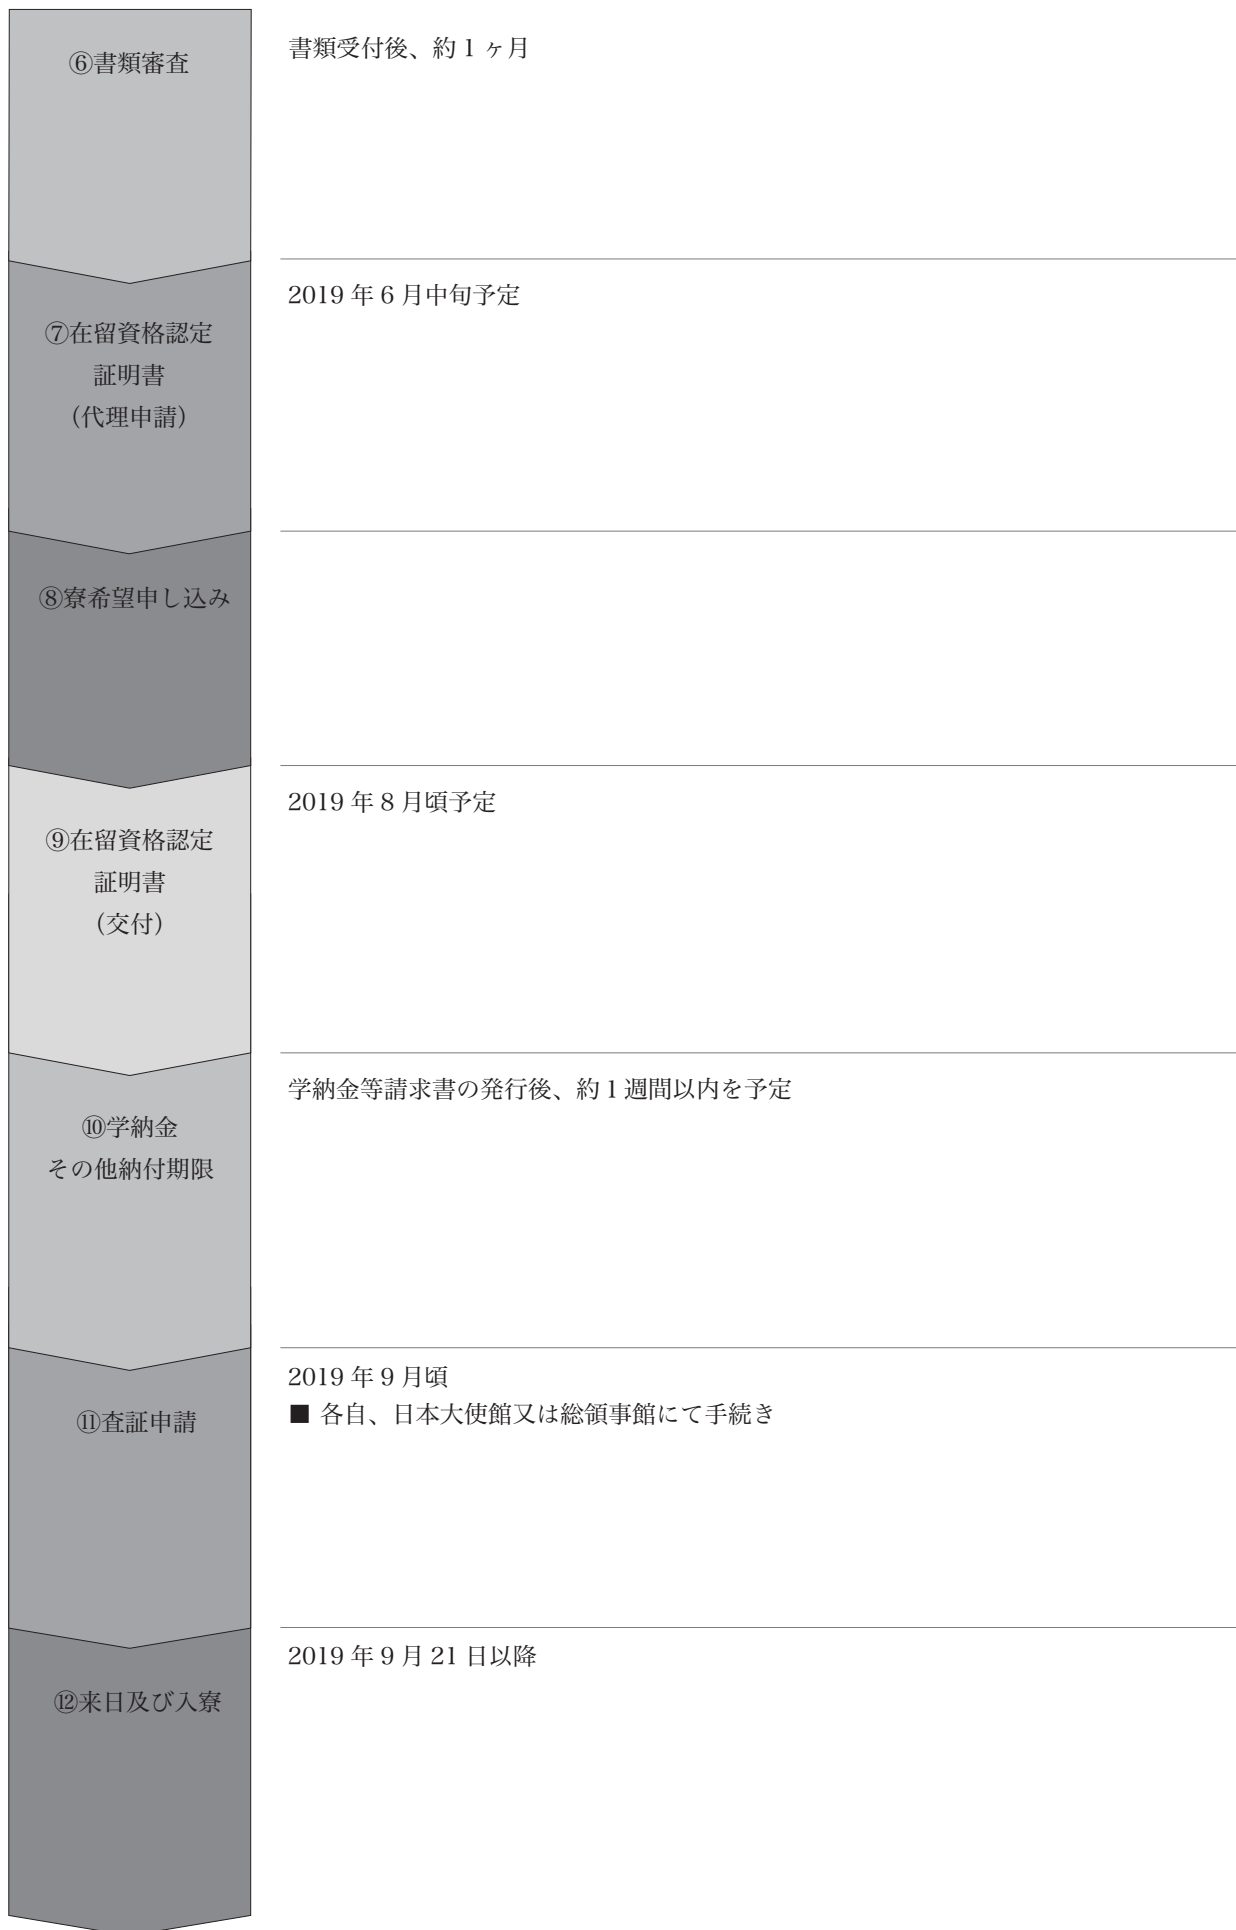 ⑥書類審査
書類受付後、約 1 ヶ月
⑦在留資格認定
証明書
(代理申請)
2019 年 6 月中旬予定
⑧寮希望申し込み
⑨在留資格認定
証明書
(交付)
2019 年 8 月頃予定
⑩学納金
その他納付期限
学納金等請求書の発行後、約 1 週間以内を予定
⑪査証申請
2019 年 9 月頃
■ 各自、日本大使館又は総領事館にて手続き
⑫来日及び入寮
2019 年 9 月 21 日以降